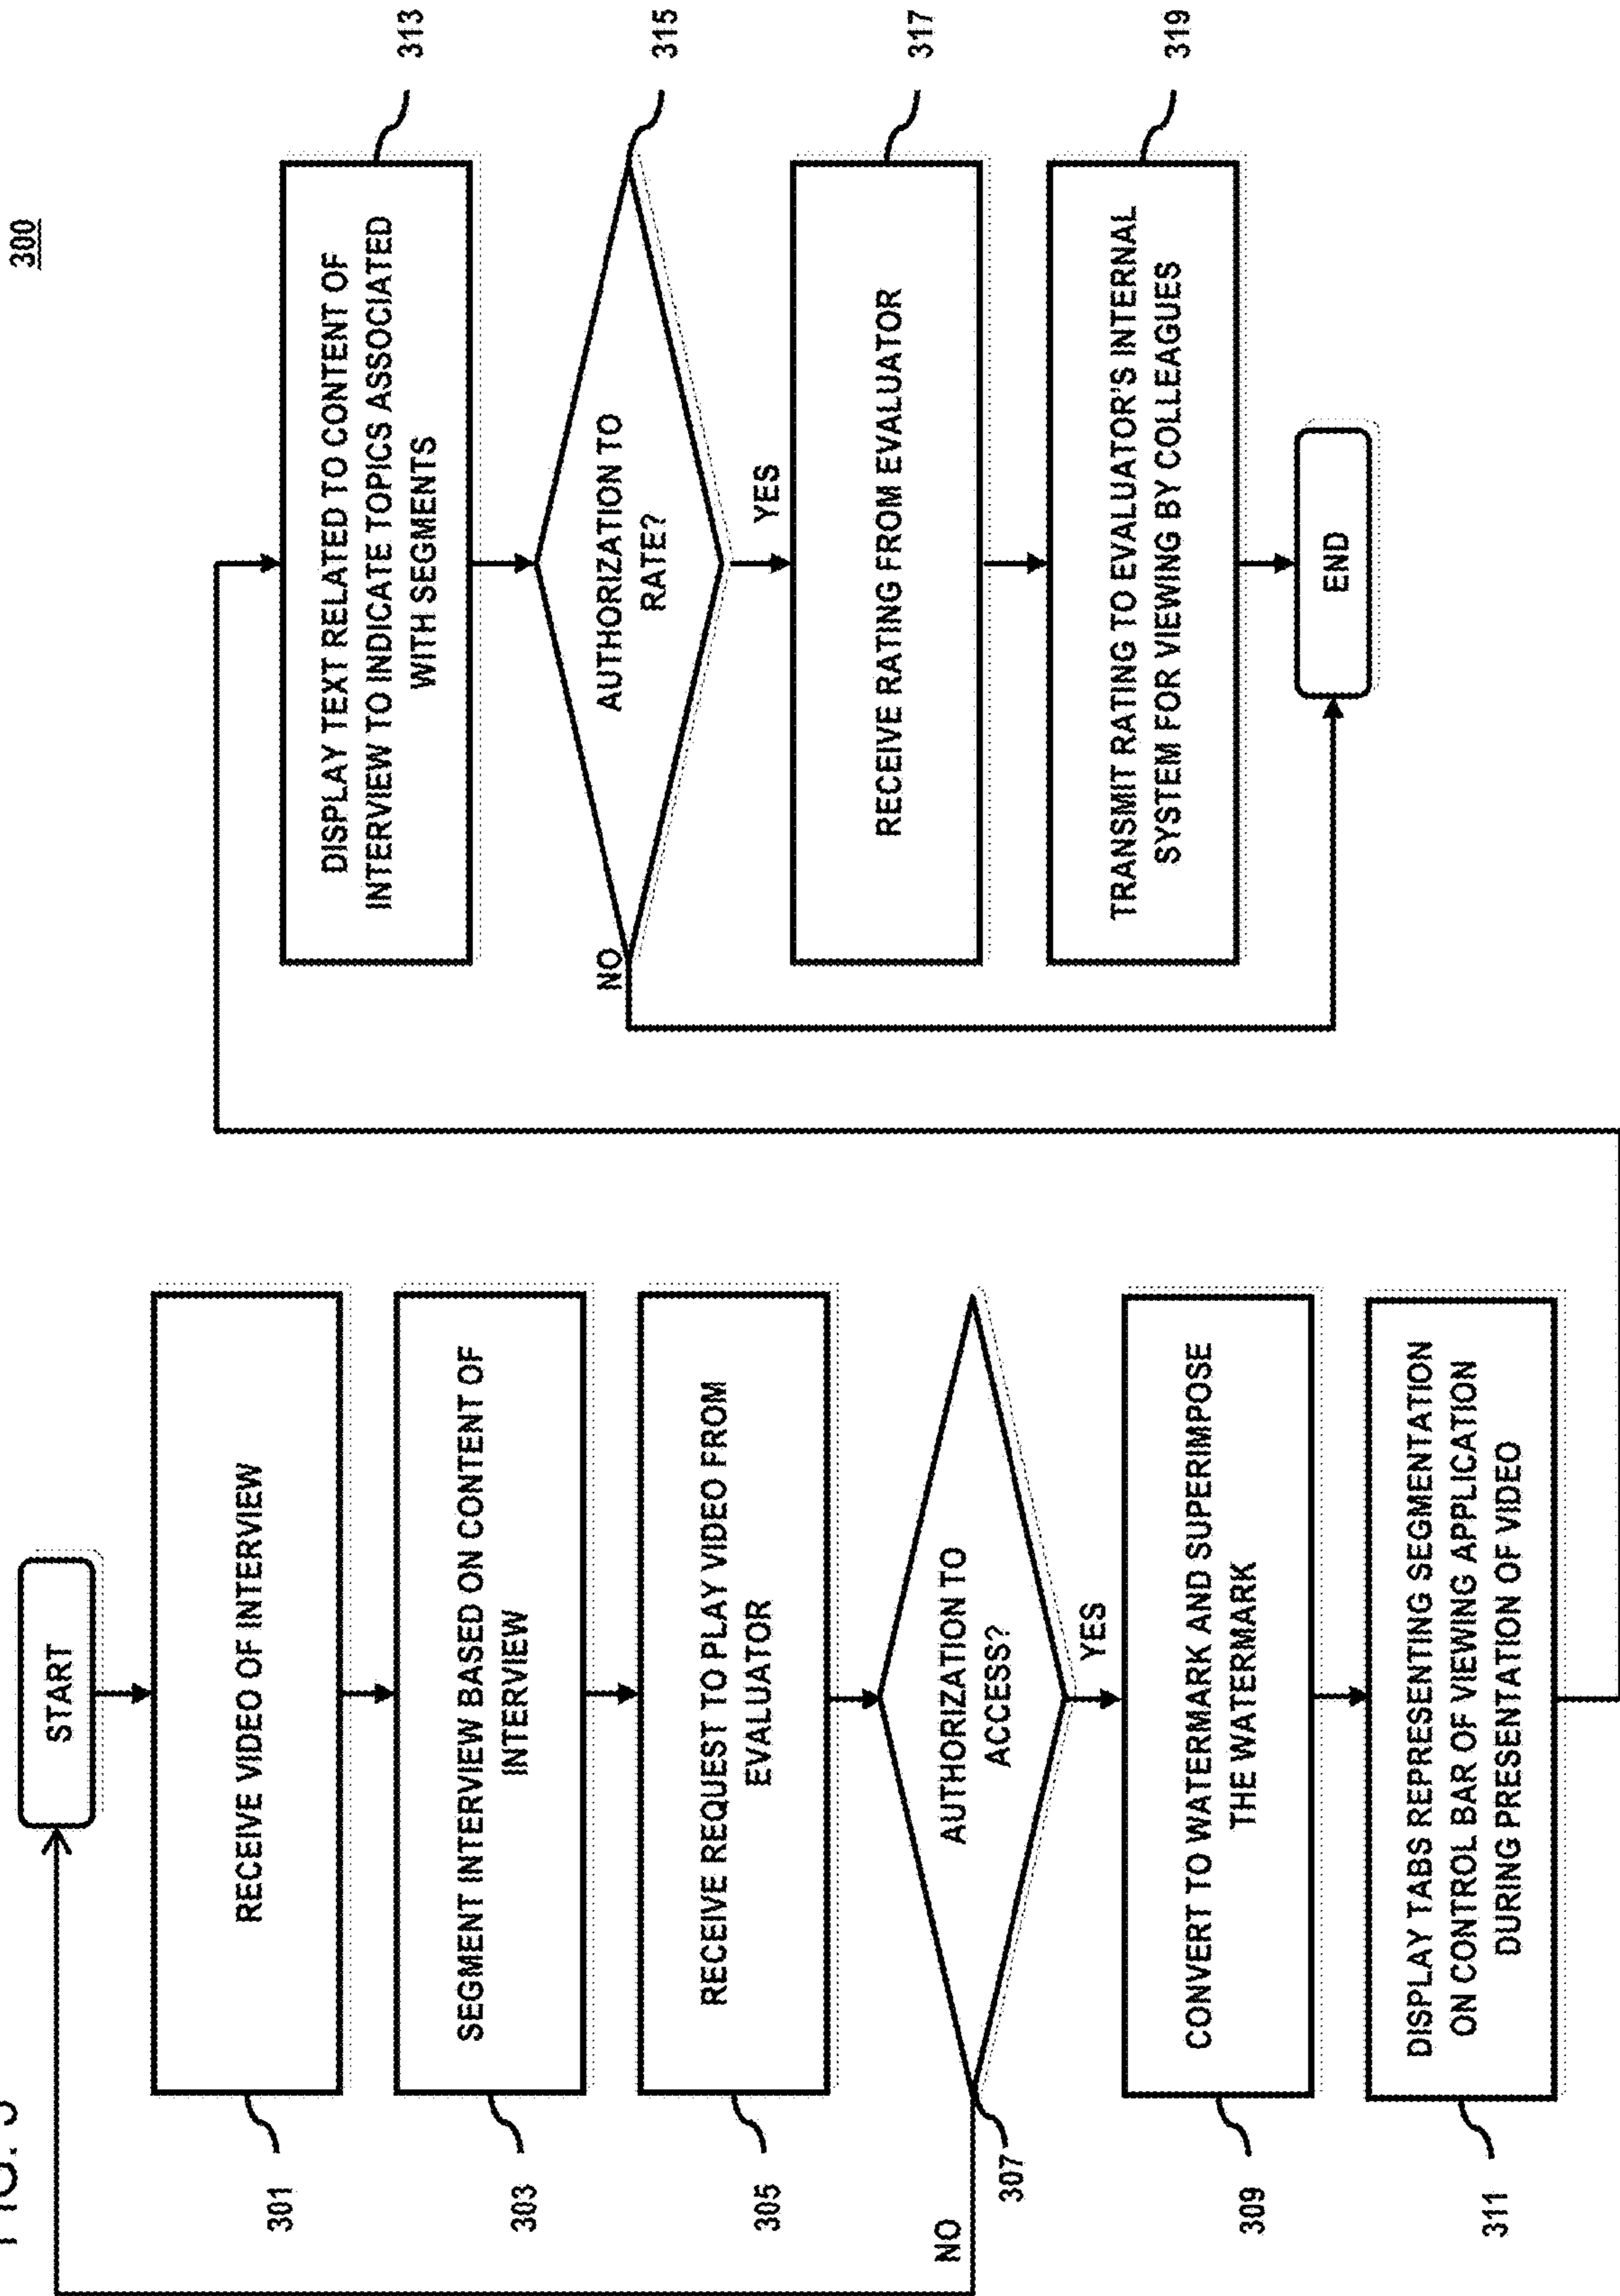 FIG. 3
300
START
RECEIVE VIDEO OF INTERVIEW
301
SEGMENT INTERVIEW BASED ON CONTENT OF
INTERVIEW
303
RECEIVE REQUEST TO PLAY VIDEO FROM
EVALUATOR
305
AUTHORIZATION TO
ACCESS?
307
NO
YES
CONVERT TO WATERMARK AND SUPERIMPOSE
THE WATERMARK
309
DISPLAY TABS REPRESENTING SEGMENTATION
ON CONTROL BAR OF VIEWING APPLICATION
DURING PRESENTATION OF VIDEO
311
DISPLAY TEXT RELATED TO CONTENT OF
INTERVIEW TO INDICATE TOPICS ASSOCIATED
WITH SEGMENTS
313
AUTHORIZATION TO
RATE?
315
NO
YES
RECEIVE RATING FROM EVALUATOR
317
TRANSMIT RATING TO EVALUATOR'S INTERNAL
SYSTEM FOR VIEWING BY COLLEAGUES
319
END